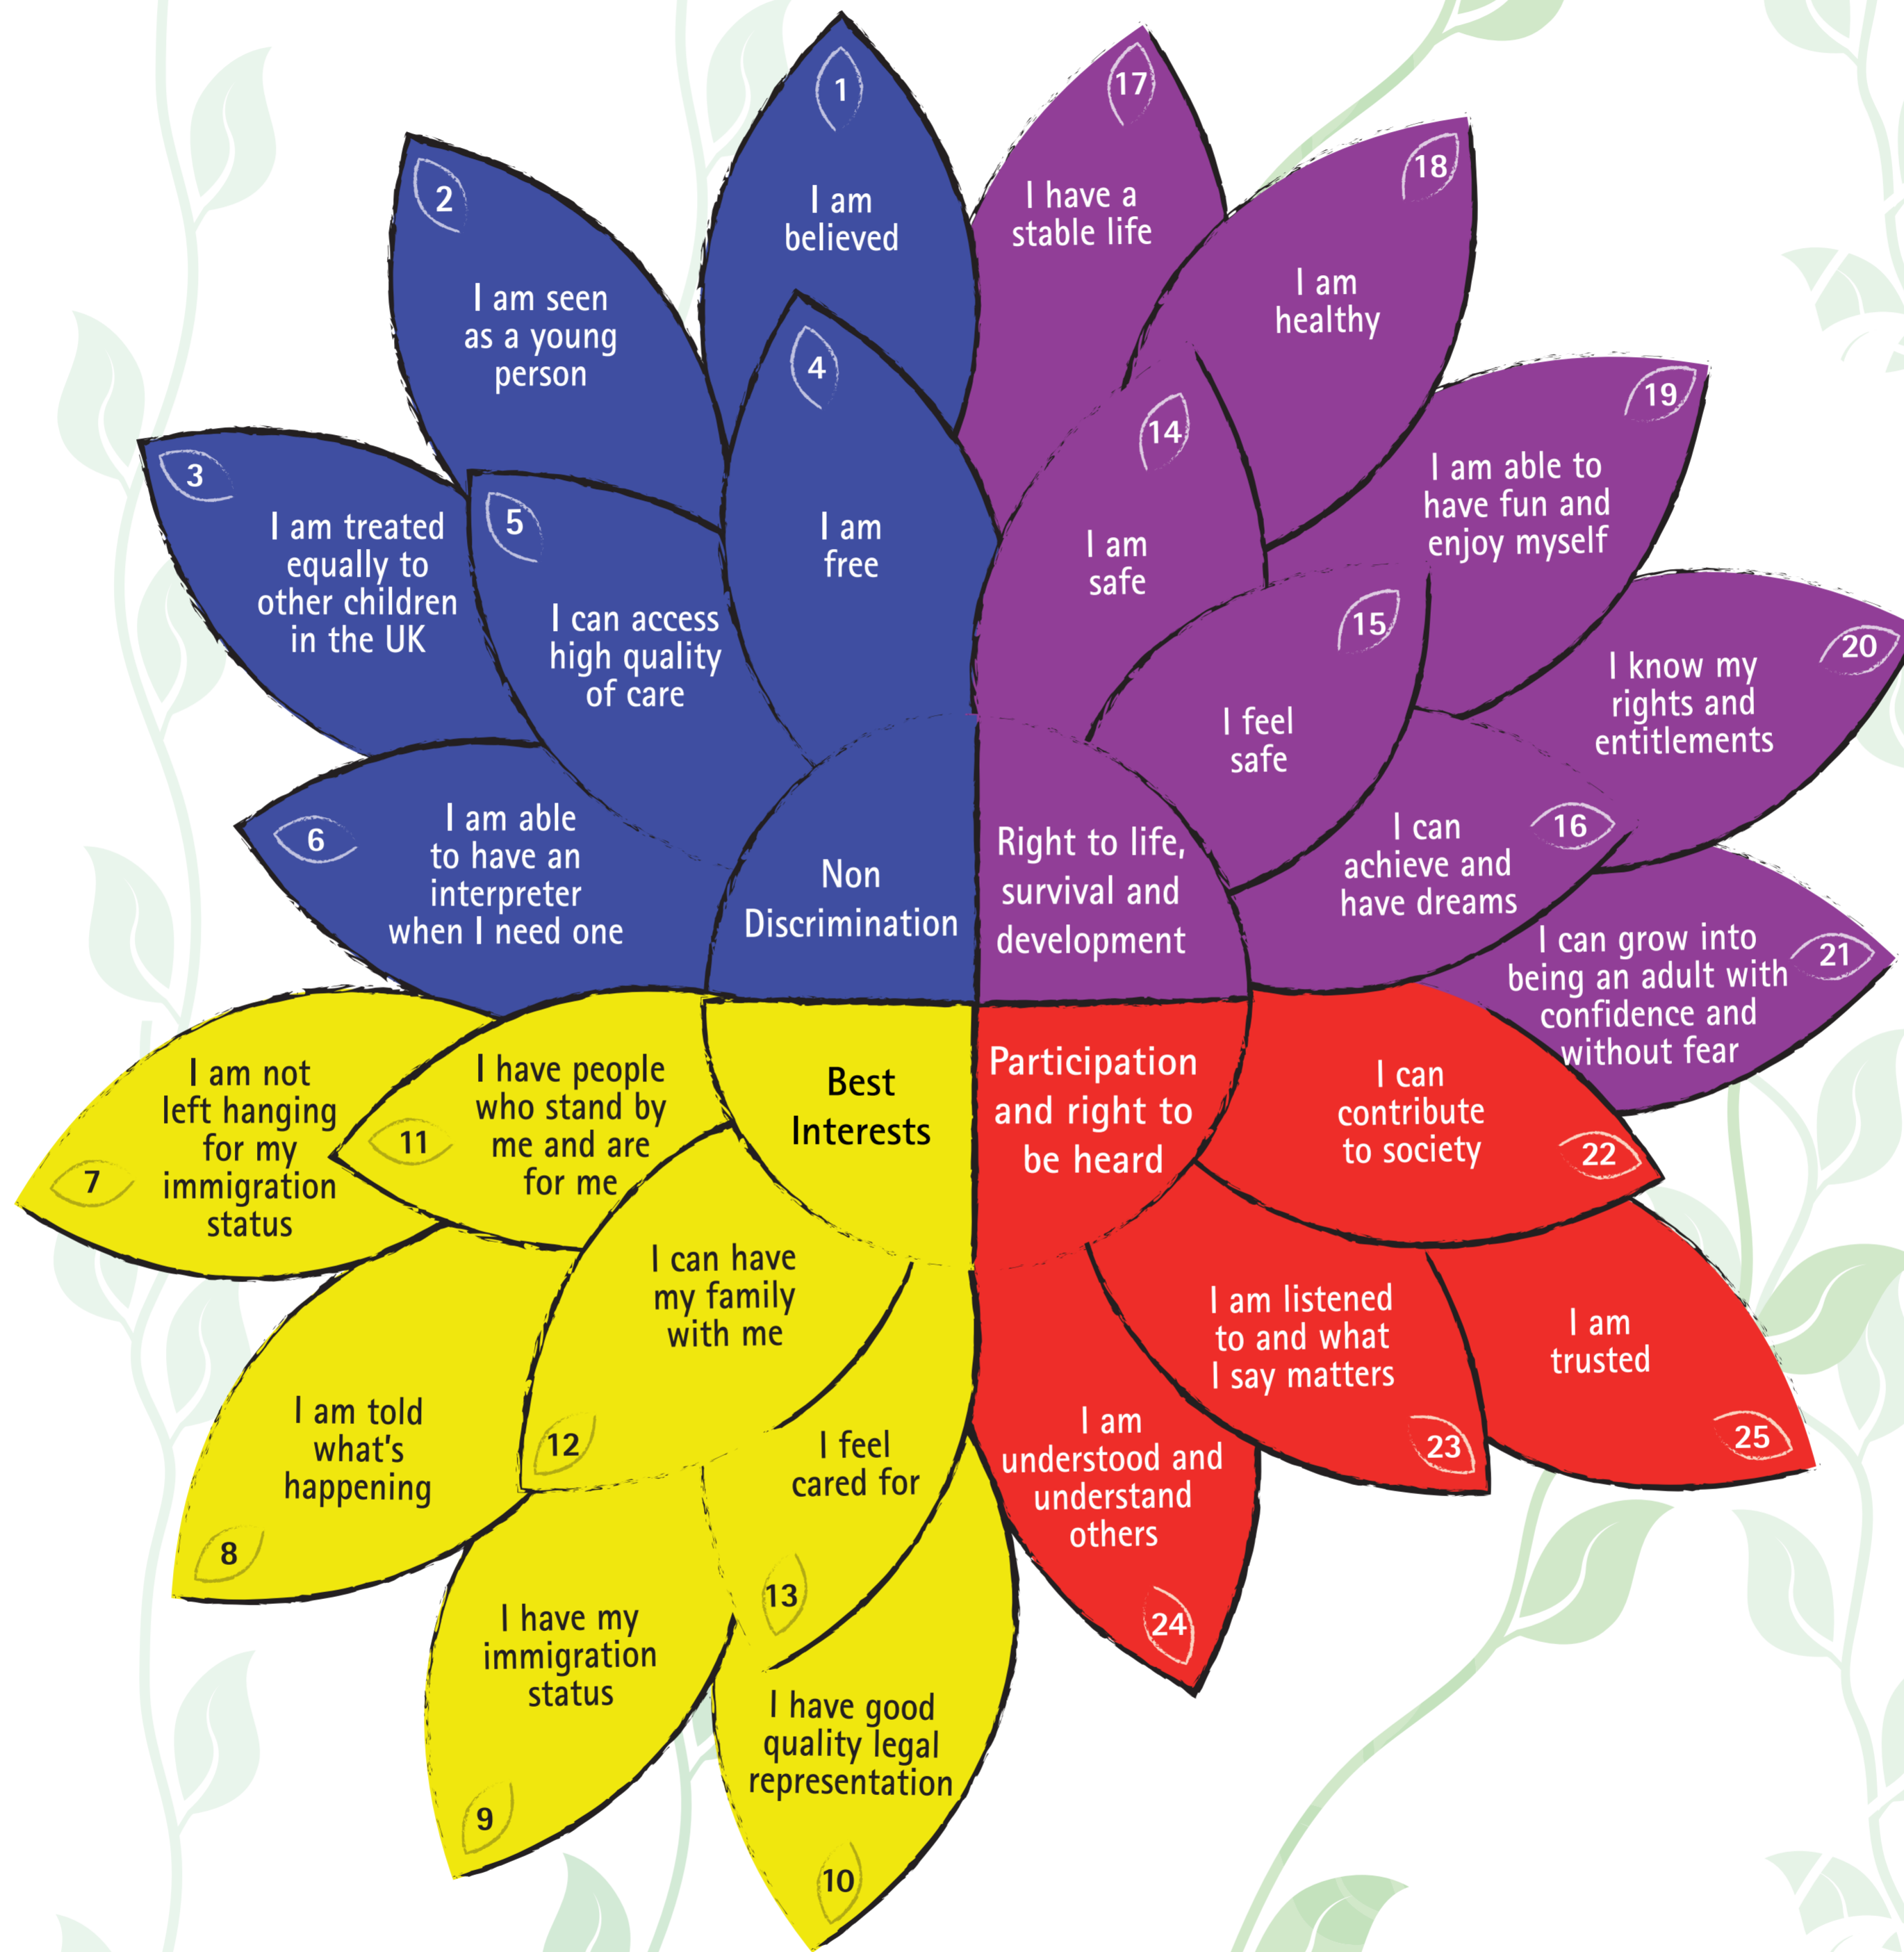 1
I am
believed
2
I am seen
as a young
person
3
I am treated
equally to
other children
in the UK
4
I am
free
5
I can access
high quality
of care
6
I am able
to have an
interpreter
when I need one
Non
Discrimination
7
I am not
left hanging
for my
immigration
status
8
I am told
what's
happening
9
I have my
immigration
status
10
I have good
quality legal
representation
11
I have people
who stand by
me and are
for me
12
I can have
my family
with me
13
I feel
cared for
Best
Interests
14
I am
safe
15
I feel
safe
16
I can
achieve and
have dreams
17
I have a
stable life
18
I am
healthy
19
I am able to
have fun and
enjoy myself
20
I know my
rights and
entitlements
21
I can grow into
being an adult with
confidence and
without fear
Right to life,
survival and
development
22
I can
contribute
to society
23
I am listened
to and what
I say matters
24
I am
understood and
understand
others
25
I am
trusted
Participation
and right to
be heard